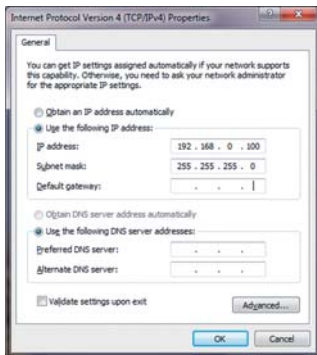 Internet Protocol Version 4 (TCP/IPv4) Properties
General
You can get IP settings assigned automatically if your network supports
this capability. Otherwise, you need to ask your network administrator
for the appropriate IP settings.
Obtain an IP address automatically
Use the following IP address:
IP address: 192 . 168 . 0 . 100
Subnet mask: 255 . 255 . 255 . 0
Default gateway: . . .
Obtain DNS server address automatically
Use the following DNS server addresses:
Preferred DNS server: . . .
Alternate DNS server: . . .
Validate settings upon exit
Advanced...
OK Cancel